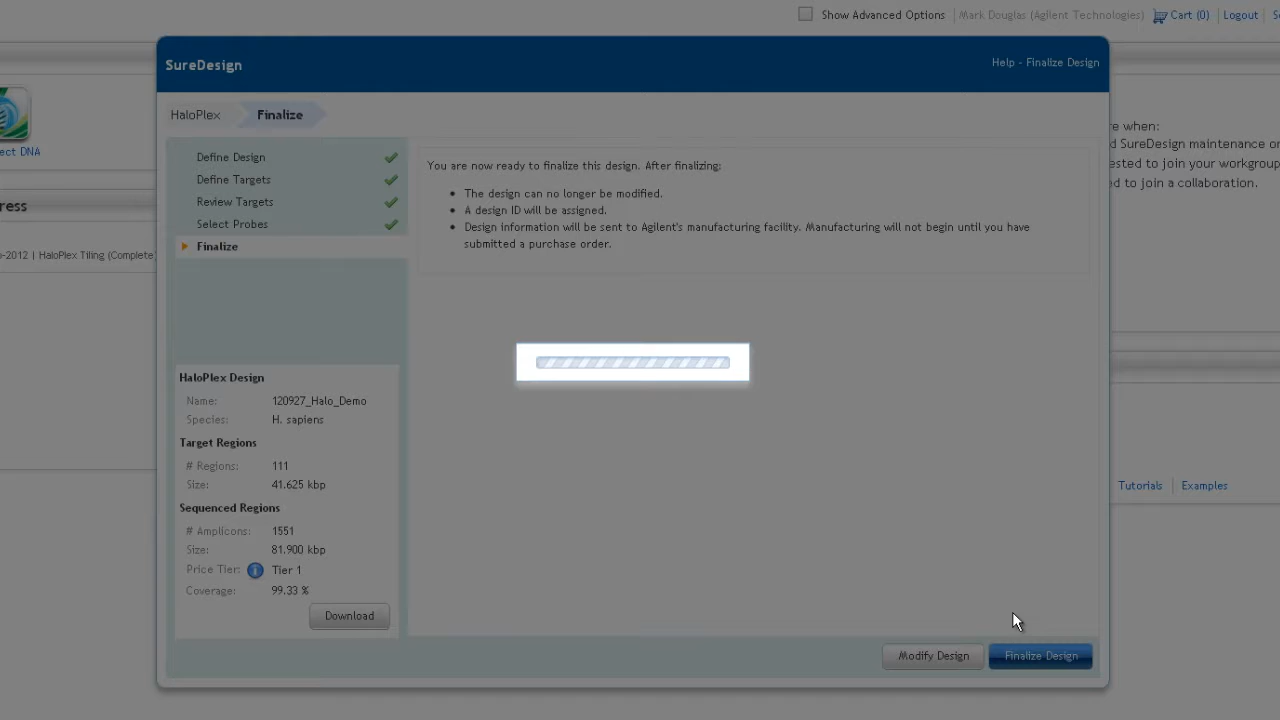 Show Advanced Options
Mark Douglas (Agilent Technologies)
Cart (0)
Logout
SureDesign
Help - Finalize Design
HaloPlex
Finalize
Define Design
Define Targets
Review Targets
Select Probes
Finalize
You are now ready to finalize this design. After finalizing:
The design can no longer be modified.
A design ID will be assigned.
Design information will be sent to Agilent's manufacturing facility. Manufacturing will not begin until you have
submitted a purchase order.
HaloPlex Design
Name: 120927_Halo_Demo
Species: H. sapiens
Target Regions
# Regions: 111
Size: 41.625 kbp
Sequenced Regions
# Amplicons: 1551
Size: 81.900 kbp
Price Tier: Tier 1
Coverage: 99.33 %
Download
Modify Design
Finalize Design
ect DNA
ress
-2012 | HaloPlex Tiling (Complete)
re when:
d SureDesign maintenance or
ested to join your workgroup
ed to join a collaboration.
Tutorials
Examples